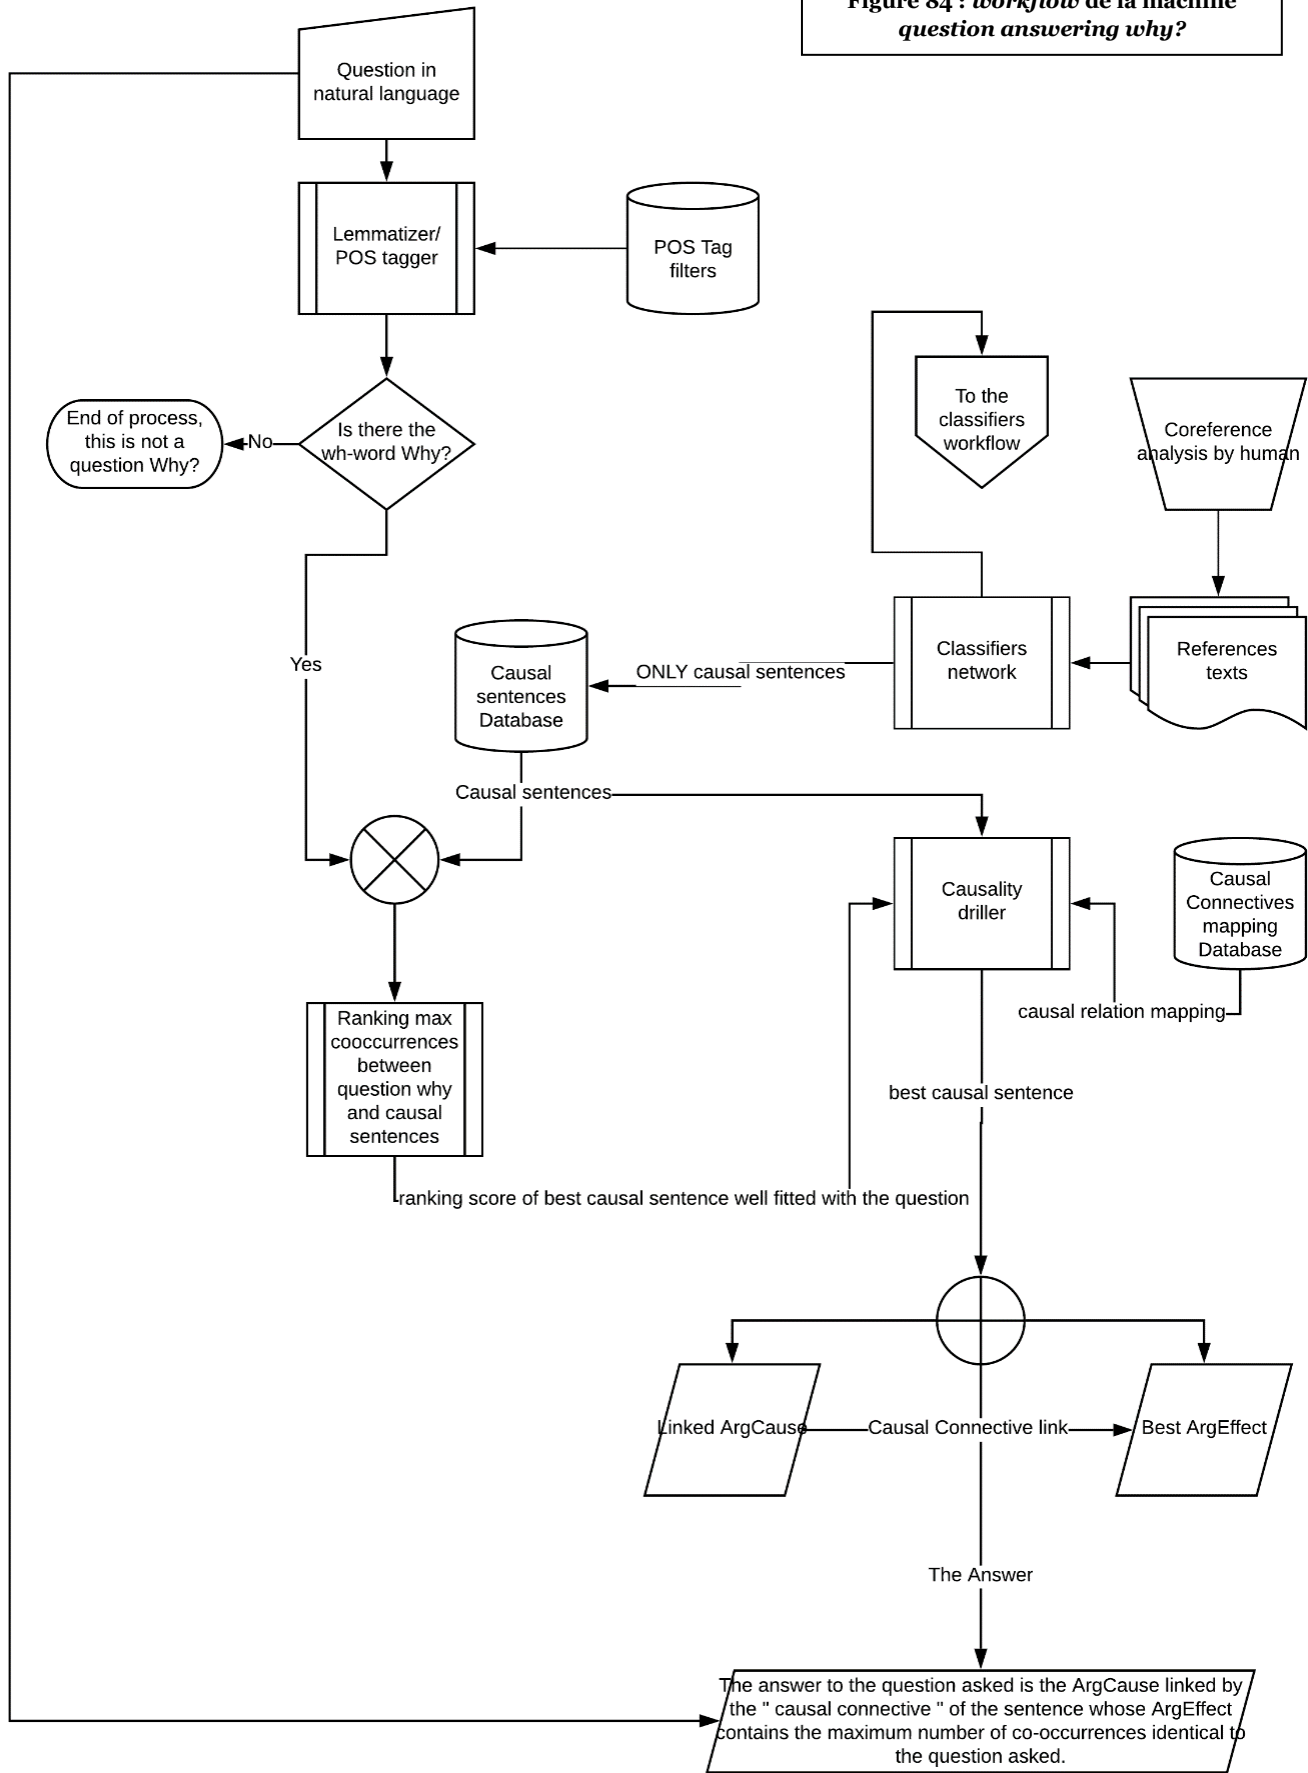 Figure 84 : workflow de la machine
question answering why?
Question in
natural language
Lemmatizer/
POS tagger
POS Tag
filters
To the
classifiers
workflow
Coreference
analysis by human
End of process,
this is not a
question Why?
No
Is there the
wh-word Why?
Yes
Causal
sentences
Database
ONLY causal sentences
Classifiers
network
References
texts
Causal sentences
Causality
driller
Causal
Connectives
mapping
Database
causal relation mapping
Ranking max
cooccurrences
between
question why
and causal
sentences
best causal sentence
ranking score of best causal sentence well fitted with the question
Linked ArgCause
Causal Connective link
Best ArgEffect
The Answer
The answer to the question asked is the ArgCause linked by
the " causal connective " of the sentence whose ArgEffect
contains the maximum number of co-occurrences identical to
the question asked.